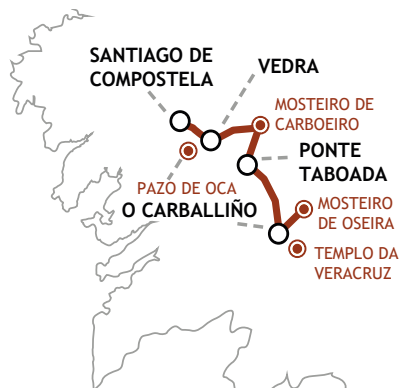 SANTIAGO DE
COMPOSTELA
VEDRA
MOSTEIRO DE
CARBOEIRO
PONTE
TABOADA
PAZO DE OCA
O CARBALLIÑO
MOSTEIRO
DE OSEIRA
TEMPLO DA
VERACRUZ